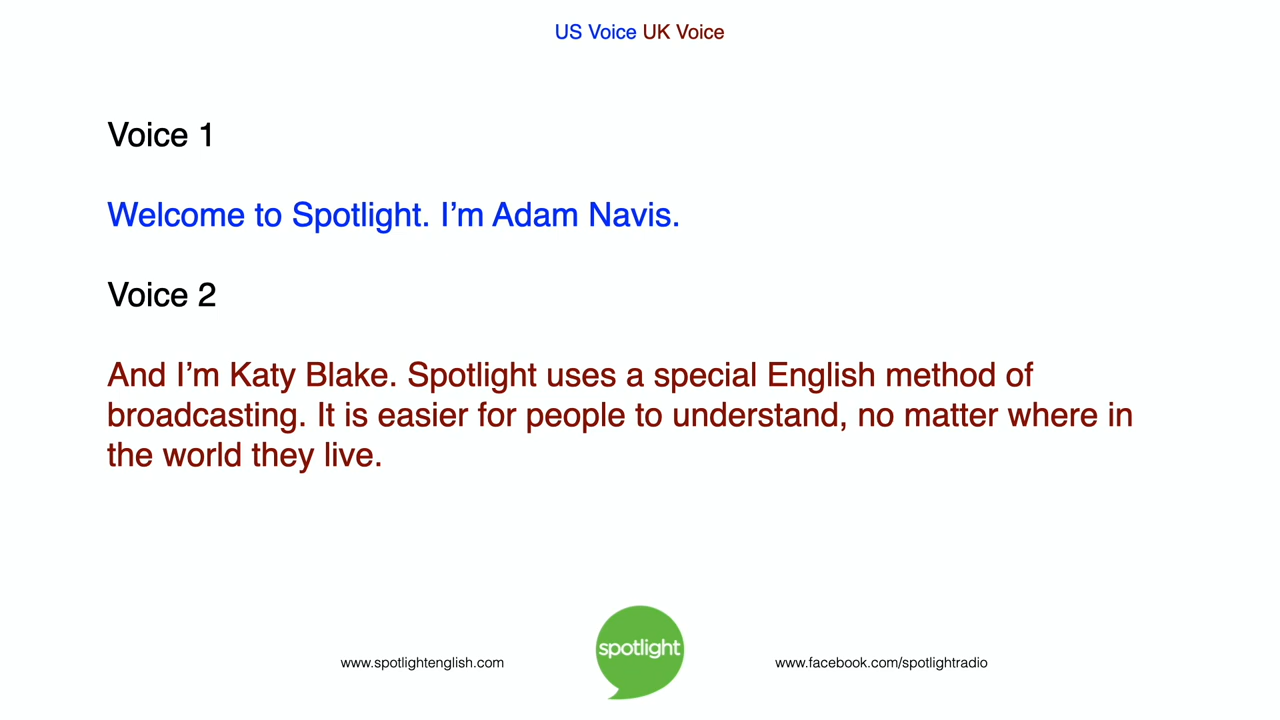 US Voice UK Voice
Voice 1
Welcome to Spotlight. I’m Adam Navis.
Voice 2
And I’m Katy Blake. Spotlight uses a special English method of
broadcasting. It is easier for people to understand, no matter where in
the world they live.
www.spotlightenglish.com
spotlight
www.facebook.com/spotlightradio